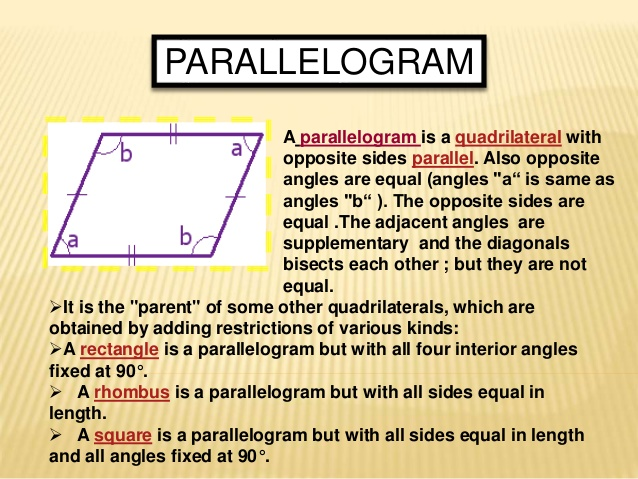 PARALLELOGRAM
b
a
a
b
A parallelogram is a quadrilateral with
opposite sides parallel. Also opposite
angles are equal (angles "a“ is same as
angles "b“ ). The opposite sides are
equal .The adjacent angles are
supplementary and the diagonals
bisects each other ; but they are not
equal.
➢It is the "parent" of some other quadrilaterals, which are
obtained by adding restrictions of various kinds:
➢A rectangle is a parallelogram but with all four interior angles
fixed at 90°.
➢ A rhombus is a parallelogram but with all sides equal in
length.
➢ A square is a parallelogram but with all sides equal in length
and all angles fixed at 90°.